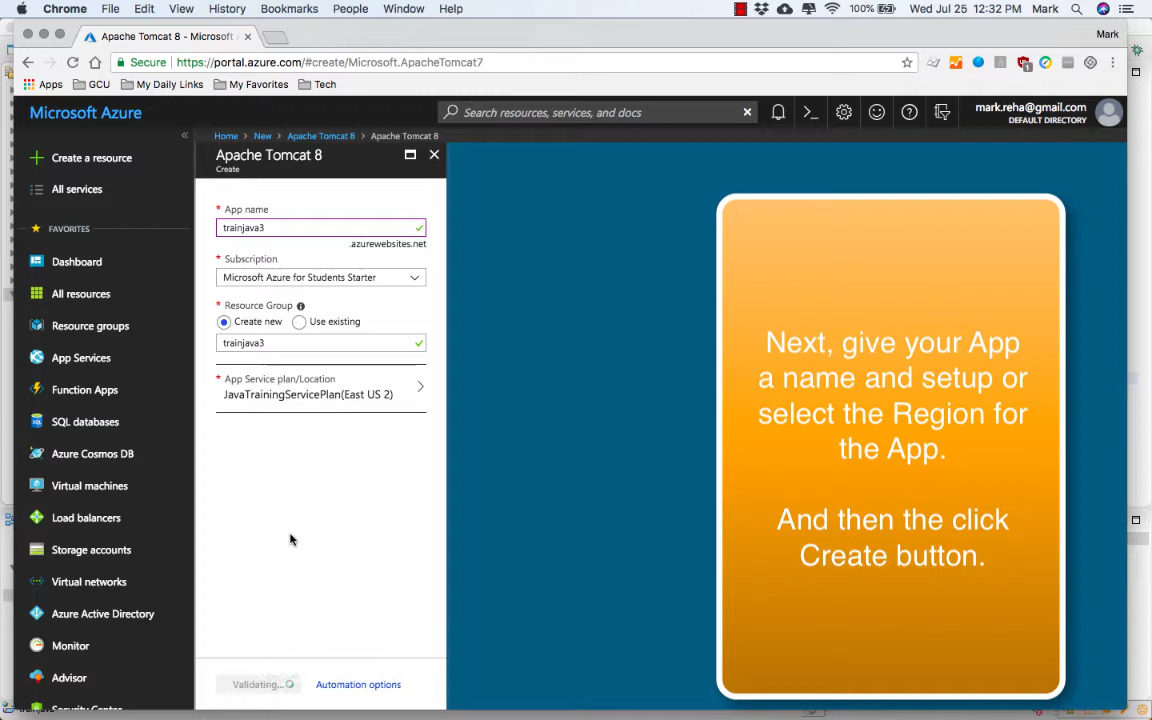 Chrome File Edit View History Bookmarks People Window Help 100% Wed Jul 25 12:32 PM Mark
Apache Tomcat 8 - Microsoft Mark
Secure https://portal.azure.com/#create/Microsoft.ApacheTomcat7
Apps GCU My Daily Links My Favorites Tech
Microsoft Azure Search resources, services, and docs mark.reha@gmail.com
DEFAULT DIRECTORY
Home > New > Apache Tomcat 8 > Apache Tomcat 8
Apache Tomcat 8
Create
Create a resource
All services
FAVORITES
Dashboard
All resources
Resource groups
App Services
Function Apps
SQL databases
Azure Cosmos DB
Virtual machines
Load balancers
Storage accounts
Virtual networks
Azure Active Directory
Monitor
Advisor
Security Center
* App name
trainjava3
.azurewebsites.net
* Subscription
Microsoft Azure for Students Starter
* Resource Group
Create new Use existing
trainjava3
* App Service plan/Location
JavaTrainingServicePlan(East US 2)
Validating... Automation options
Next, give your App
a name and setup or
select the Region for
the App.
And then the click
Create button.